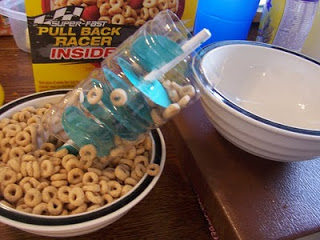 SUPER-FAST
PULL BACK
RACER
INSIDE